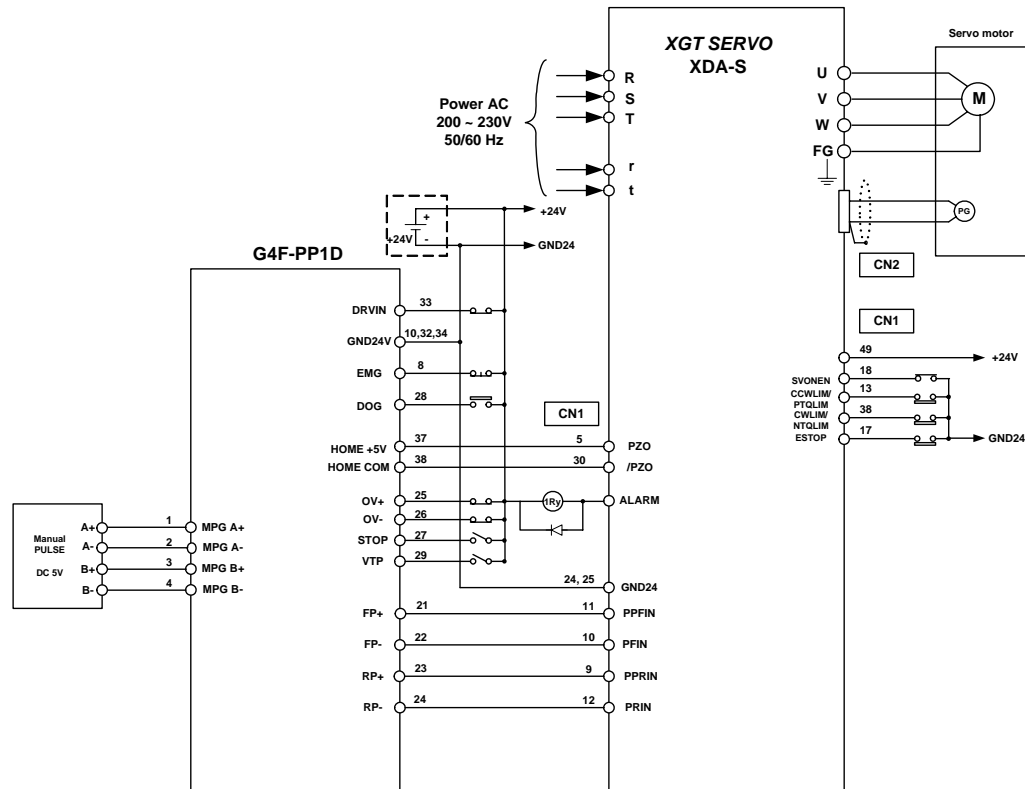 XGT SERVO
XDA-S
Servo motor
Power AC
200 ~ 230V
50/60 Hz
R
S
T
r
t
U
V
W
FG
M
PG
+24V
+
-
+24V
GND24
G4F-PP1D
CN2
CN1
DRVIN 33
GND24V 10,32,34
EMG 8
DOG 28
CN1
HOME +5V 37 5 PZO
HOME COM 38 30 /PZO
OV+ 25 1Ry ALARM
OV- 26
STOP 27
VTP 29
24, 25 GND24
FP+ 21 11 PPFIN
FP- 22 10 PFIN
RP+ 23 9 PPRIN
RP- 24 12 PRIN
49 +24V
SVONEN 18
CCWLIM/
PTQLIM 13
CWLIM/
NTQLIM 38
ESTOP 17 GND24
Manual
PULSE
DC 5V
A+ 1 MPG A+
A- 2 MPG A-
B+ 3 MPG B+
B- 4 MPG B-